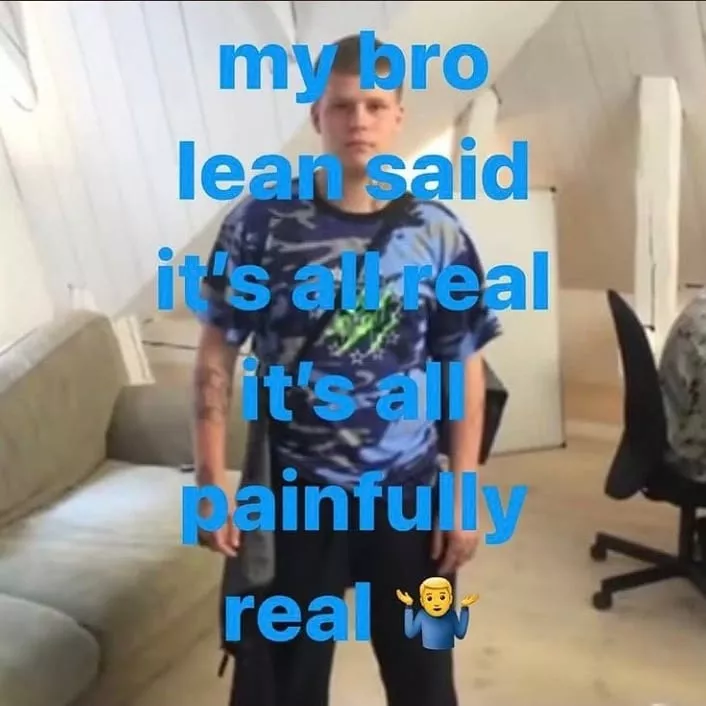 my bro
lean said
it's all real
it's all
painfully
real 🤷‍♂️